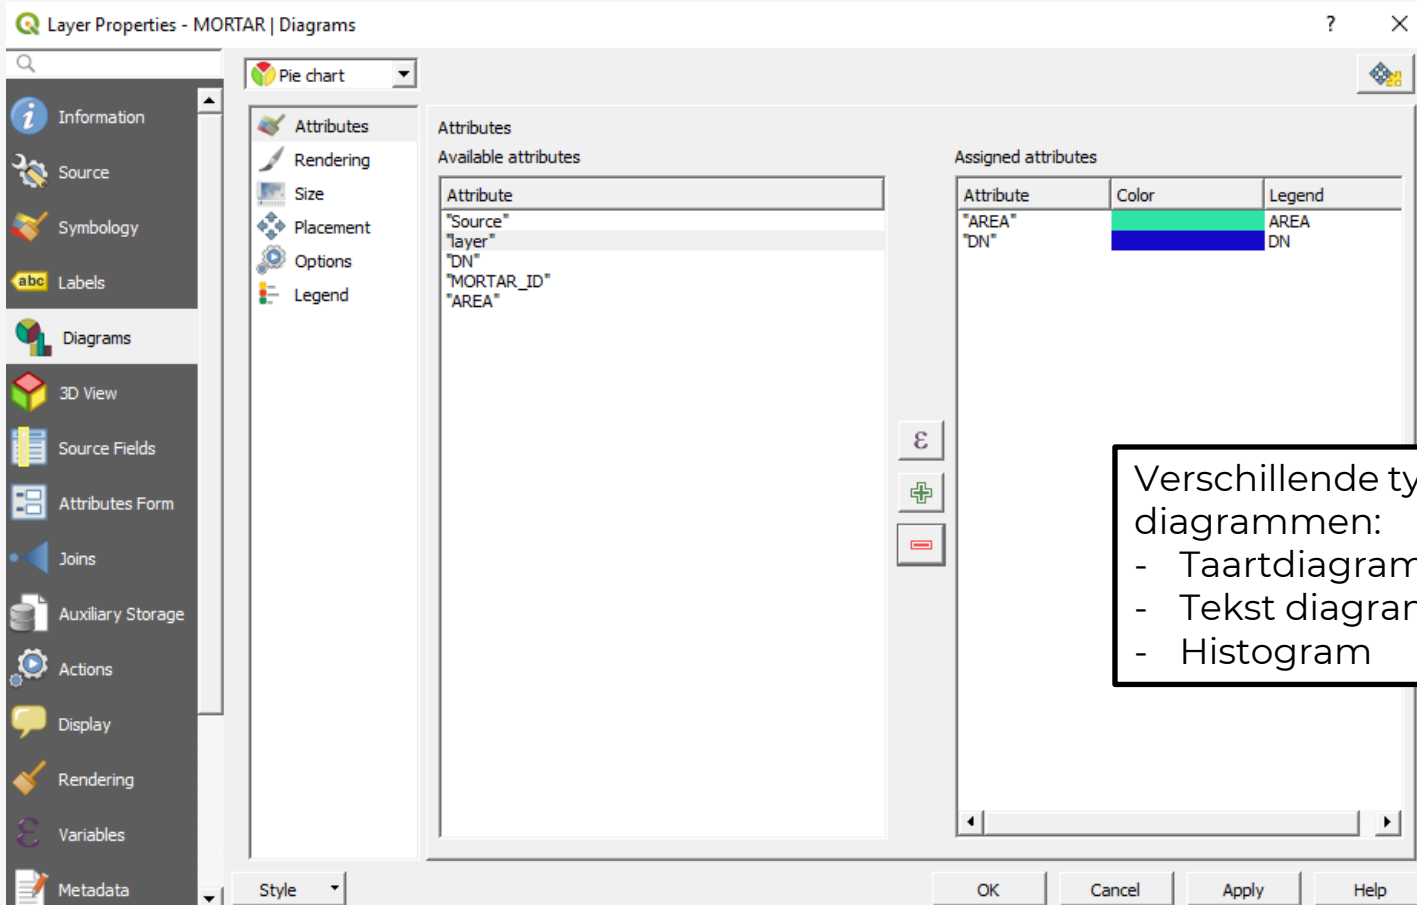 Layer Properties - MORTAR | Diagrams
?
Pie chart
Information
Source
Symbology
abc Labels
Diagrams
3D View
Source Fields
Attributes Form
Joins
Auxiliary Storage
Actions
Display
Rendering
Variables
Metadata
Attributes
Rendering
Size
Placement
Options
Legend
Attributes
Available attributes
Attribute
"Source"
"layer"
"DN"
"MORTAR_ID"
"AREA"
ε
Assigned attributes
Attribute Color Legend
"AREA" AREA
"DN" DN
Verschillende
diagrammen:
- Taartdiagram
- Tekst
- Histogram
Style
OK Cancel Apply Help